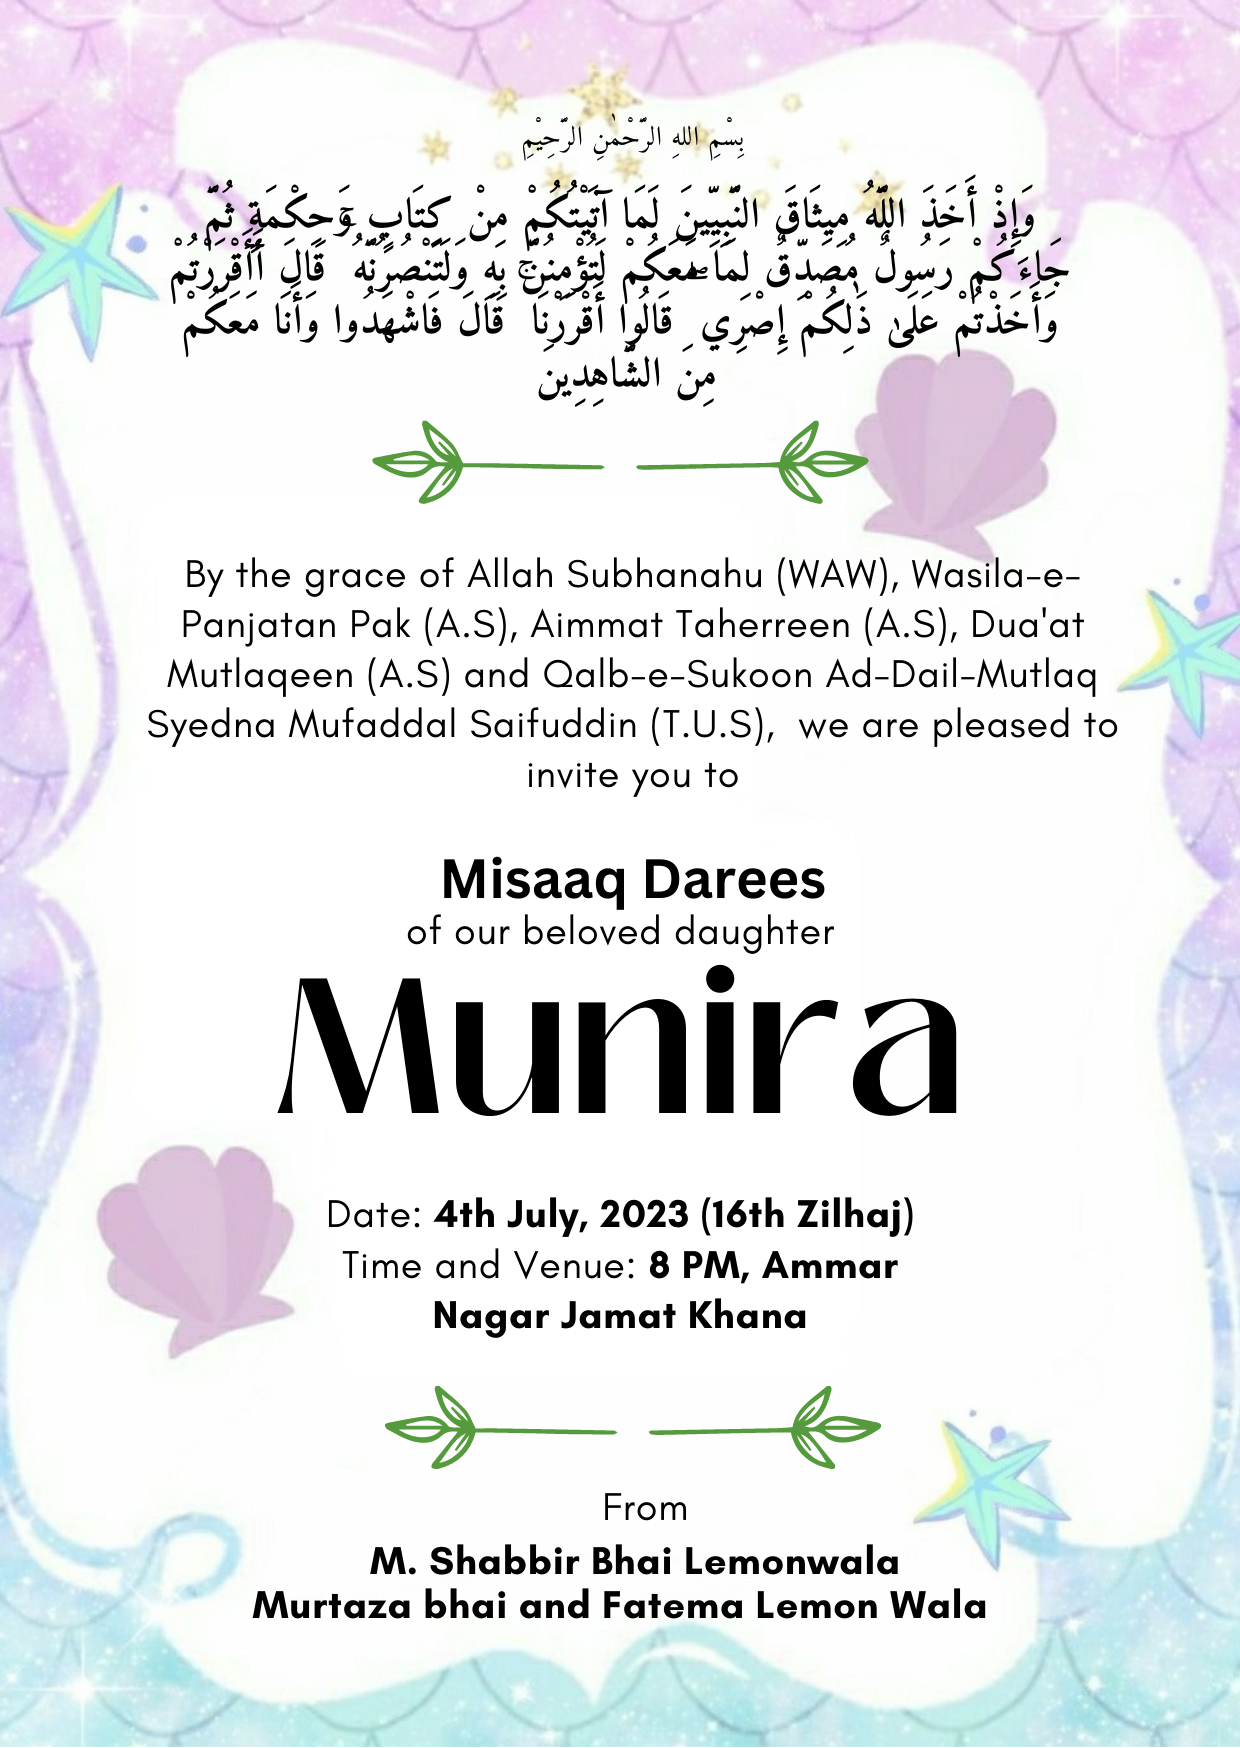 بِسْمِ اللهِ الرَّحْمٰنِ الرَّحِيْمِ
وَإِذْ أَخَذَ اللَّهُ مِيثَاقَ النَّبِيِّينَ لَمَا آتَيْتُكُمْ مِنْ كِتَابٍ وَحِكْمَةٍ ثُمَّ
جَاءَكُمْ رَسُولٌ مُصَدِّقٌ لِمَا مَعَكُمْ لَتُؤْمِنُنَّ بِهِ وَلَتَنْصُرُنَّهُ ۚ قَالَ أَأَقْرَرْتُمْ
وَأَخَذْتُمْ عَلَىٰ ذَٰلِكُمْ إِصْرِي ۖ قَالُوا أَقْرَرْنَا ۚ قَالَ فَاشْهَدُوا وَأَنَا مَعَكُمْ
مِنَ الشَّاهِدِينَ
By the grace of Allah Subhanahu (WAW), Wasila-e-
Panjatan Pak (A.S), Aimmat Taherreen (A.S), Dua'at
Mutlaqeen (A.S) and Qalb-e-Sukoon Ad-Dail-Mutlaq
Syedna Mufaddal Saifuddin (T.U.S),  we are pleased to
invite you to
Misaaq Darees
of our beloved daughter
Munira
Date: 4th July, 2023 (16th Zilhaj)
Time and Venue: 8 PM, Ammar
Nagar Jamat Khana
From
M. Shabbir Bhai Lemonwala
Murtaza bhai and Fatema Lemon Wala